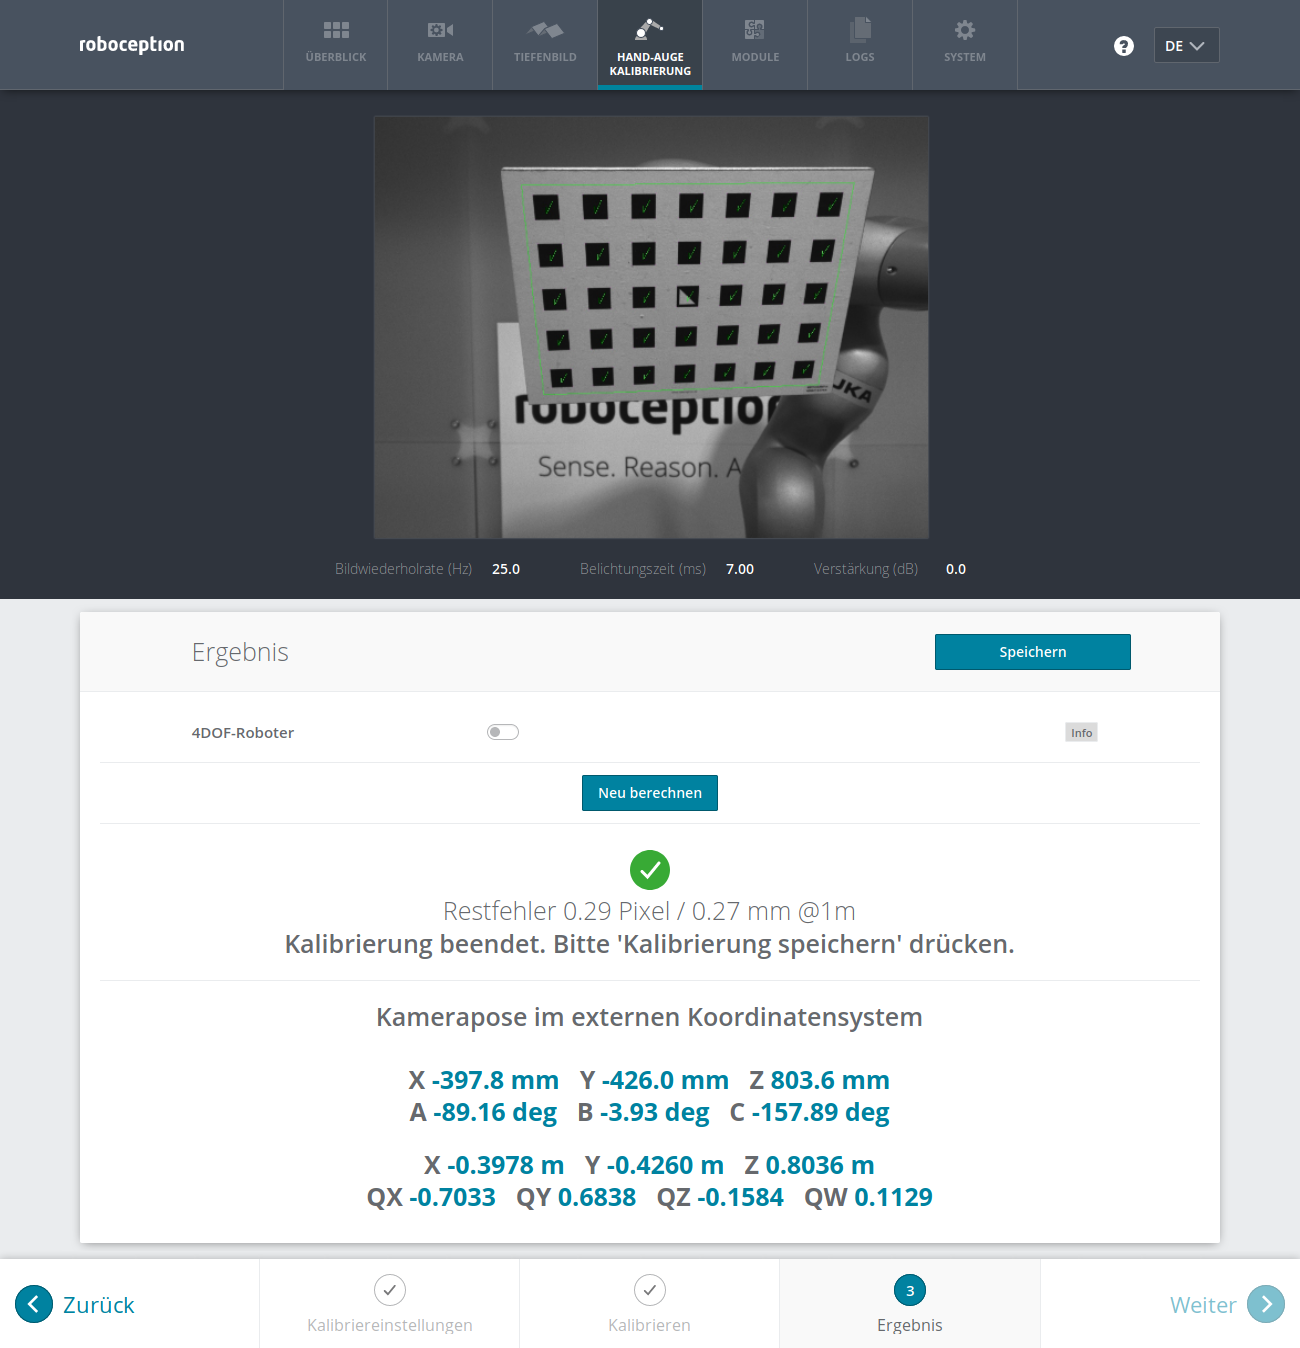 roboception
ÜBERBLICK
KAMERA
TIEFENBILD
HAND-AUGE
KALIBRIERUNG
MODULE
LOGS
SYSTEM
?
DE
KUKA
roboception
Sense. Reason. A
Bildwiederholrate (Hz) 25.0 Belichtungszeit (ms) 7.00 Verstärkung (dB) 0.0
Ergebnis
Speichern
4DOF-Roboter
Info
Neu berechnen
Restfehler 0.29 Pixel / 0.27 mm @1m
Kalibrierung beendet. Bitte 'Kalibrierung speichern' drücken.
Kamerapose im externen Koordinatensystem
X -397.8 mm Y -426.0 mm Z 803.6 mm
A -89.16 deg B -3.93 deg C -157.89 deg
X -0.3978 m Y -0.4260 m Z 0.8036 m
QX -0.7033 QY 0.6838 QZ -0.1584 QW 0.1129
Zurück
Kalibriereinstellungen
Kalibrieren
3
Ergebnis
Weiter